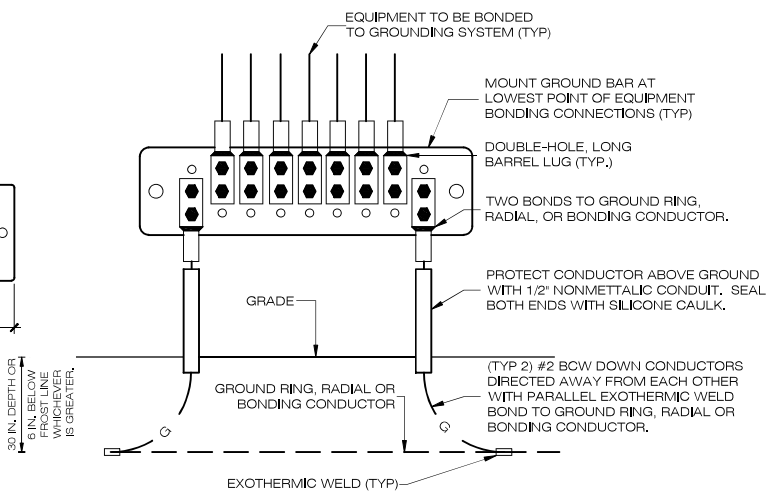 EQUIPMENT TO BE BONDED
TO GROUNDING SYSTEM (TYP)
MOUNT GROUND BAR AT
LOWEST POINT OF EQUIPMENT
BONDING CONNECTIONS (TYP)
DOUBLE-HOLE, LONG
BARREL LUG (TYP.)
TWO BONDS TO GROUND RING,
RADIAL, OR BONDING CONDUCTOR.
PROTECT CONDUCTOR ABOVE GROUND
WITH 1/2" NONMETTALIC CONDUIT. SEAL
BOTH ENDS WITH SILICONE CAULK.
GRADE
30 IN. DEPTH OR
6 IN. BELOW
FROST LINE
WHICHEVER
IS GREATER.
GROUND RING, RADIAL OR
BONDING CONDUCTOR
(TYP 2) #2 BCW DOWN CONDUCTORS
DIRECTED AWAY FROM EACH OTHER
WITH PARALLEL EXOTHERMIC WELD
BOND TO GROUND RING, RADIAL OR
BONDING CONDUCTOR.
G
G
EXOTHERMIC WELD (TYP)